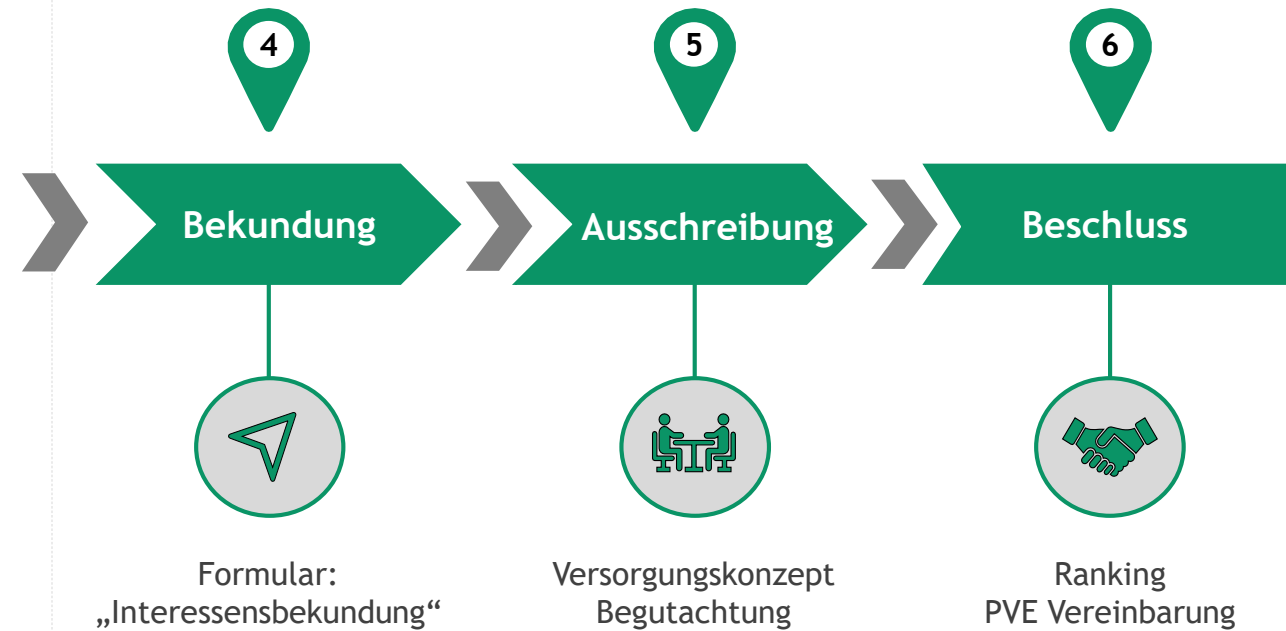 4
5
6
Bekundung
Ausschreibung
Beschluss
Formular:
„Interessensbekundung“
Versorgungskonzept
Begutachtung
Ranking
PVE Vereinbarung